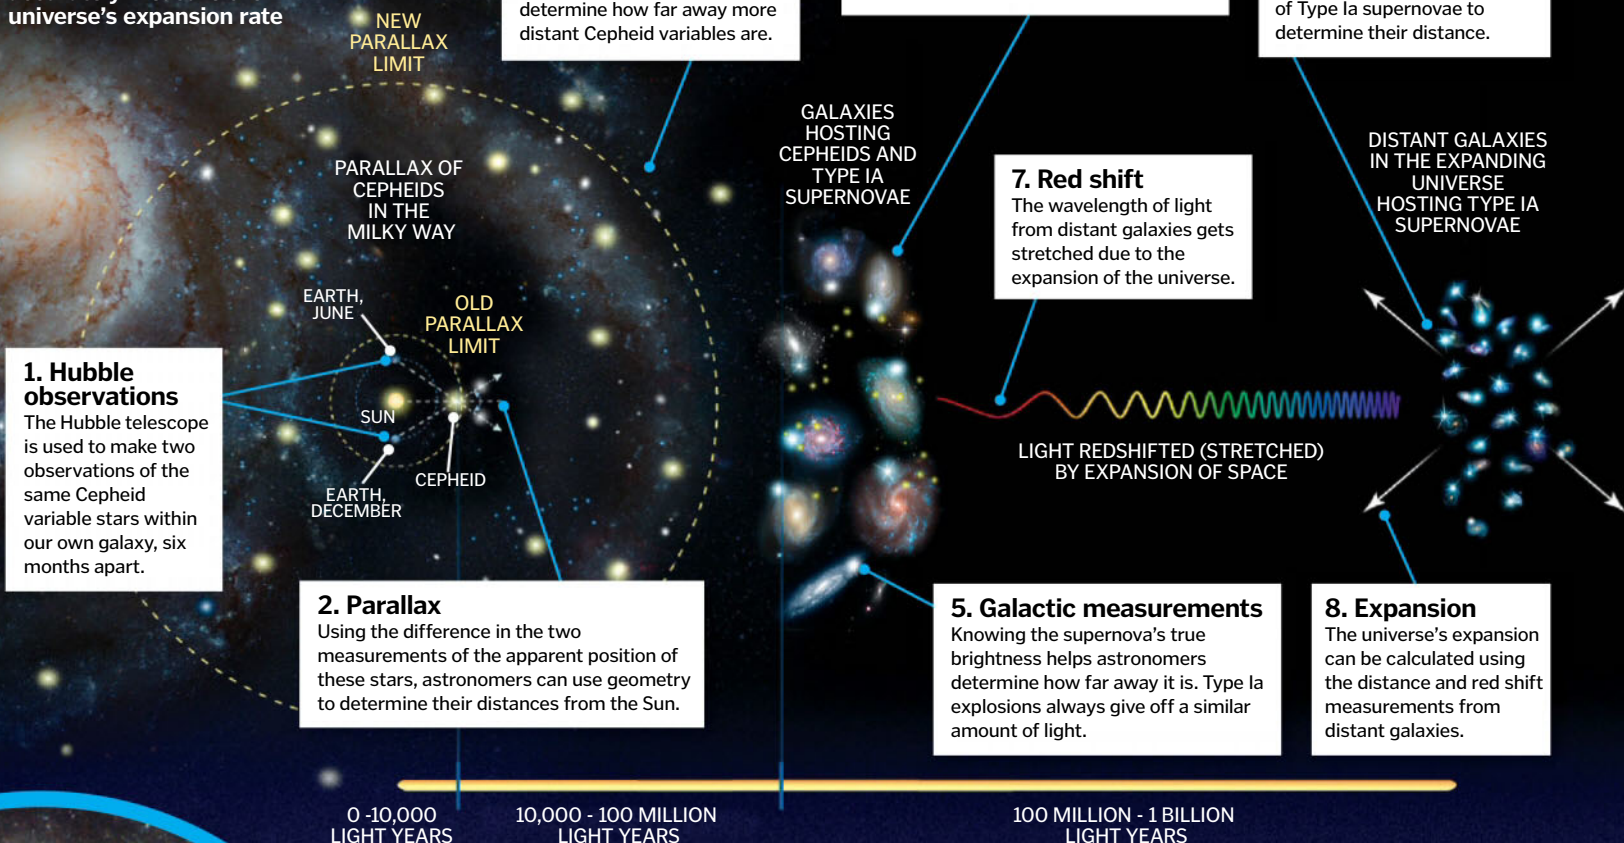 universe's expansion rate
determine how far away more
distant Cepheid variables are.
of Type Ia supernovae to
determine their distance.
NEW
PARALLAX
LIMIT
PARALLAX OF
CEPHEIDS
IN THE
MILKY WAY
GALAXIES
HOSTING
CEPHEIDS AND
TYPE IA
SUPERNOVAE
7. Red shift
The wavelength of light
from distant galaxies gets
stretched due to the
expansion of the universe.
DISTANT GALAXIES
IN THE EXPANDING
UNIVERSE
HOSTING TYPE IA
SUPERNOVAE
EARTH,
JUNE
OLD
PARALLAX
LIMIT
1. Hubble
observations
The Hubble telescope
is used to make two
observations of the
same Cepheid
variable stars within
our own galaxy, six
months apart.
SUN
CEPHEID
EARTH,
DECEMBER
LIGHT REDSHIFTED (STRETCHED)
BY EXPANSION OF SPACE
2. Parallax
Using the difference in the two
measurements of the apparent position of
these stars, astronomers can use geometry
to determine their distances from the Sun.
5. Galactic measurements
Knowing the supernova's true
brightness helps astronomers
determine how far away it is. Type Ia
explosions always give off a similar
amount of light.
8. Expansion
The universe's expansion
can be calculated using
the distance and red shift
measurements from
distant galaxies.
0 -10,000
LIGHT YEARS
10,000 - 100 MILLION
LIGHT YEARS
100 MILLION - 1 BILLION
LIGHT YEARS